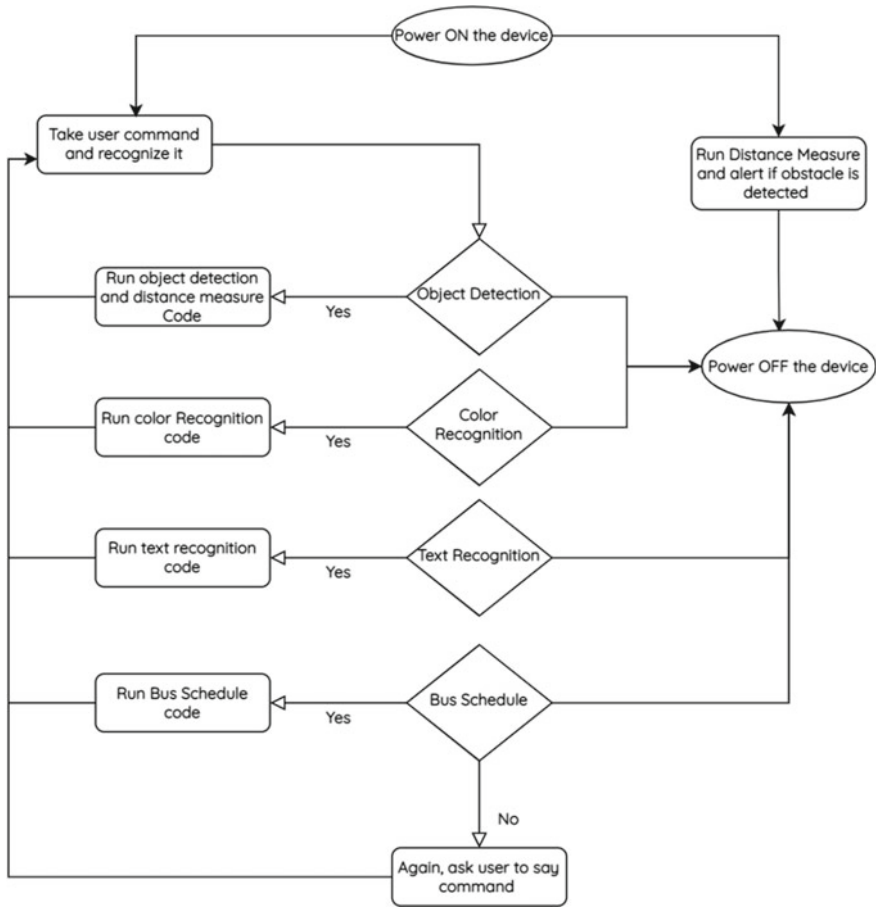 Power ON the device
Take user command
and recognize it
Run Distance Measure
and alert if obstacle is
detected
Run object detection
and distance measure
Code
Yes
Object Detection
Power OFF the device
Run color Recognition
code
Yes
Color
Recognition
Run text recognition
code
Yes
Text Recognition
Run Bus Schedule
code
Yes
Bus Schedule
No
Again, ask user to say
command